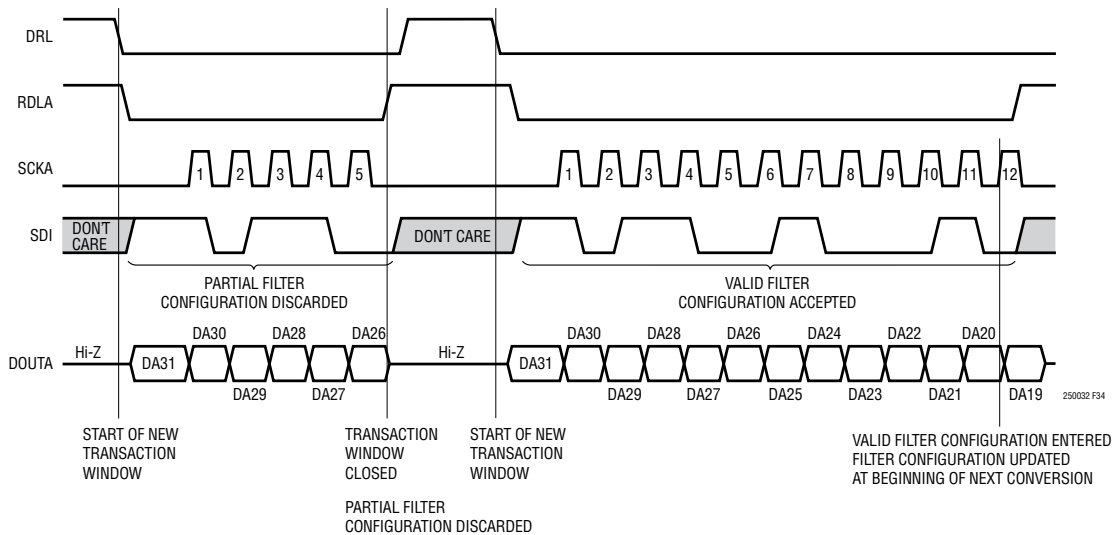 DRL
RDLA
SCKA
1 2 3 4 5 1 2 3 4 5 6 7 8 9 10 11 12
SDI
DON'T
CARE
DON'T CARE
PARTIAL FILTER
CONFIGURATION DISCARDED
VALID FILTER
CONFIGURATION ACCEPTED
DA30 DA28 DA26 DA30 DA28 DA26 DA24 DA22 DA20
DOUTA Hi-Z DA31 Hi-Z DA31
DA29 DA27 DA29 DA27 DA25 DA23 DA21 DA19
250032 F34
START OF NEW
TRANSACTION
WINDOW
TRANSACTION
WINDOW
CLOSED
PARTIAL FILTER
CONFIGURATION DISCARDED
START OF NEW
TRANSACTION
WINDOW
VALID FILTER CONFIGURATION ENTERED
FILTER CONFIGURATION UPDATED
AT BEGINNING OF NEXT CONVERSION